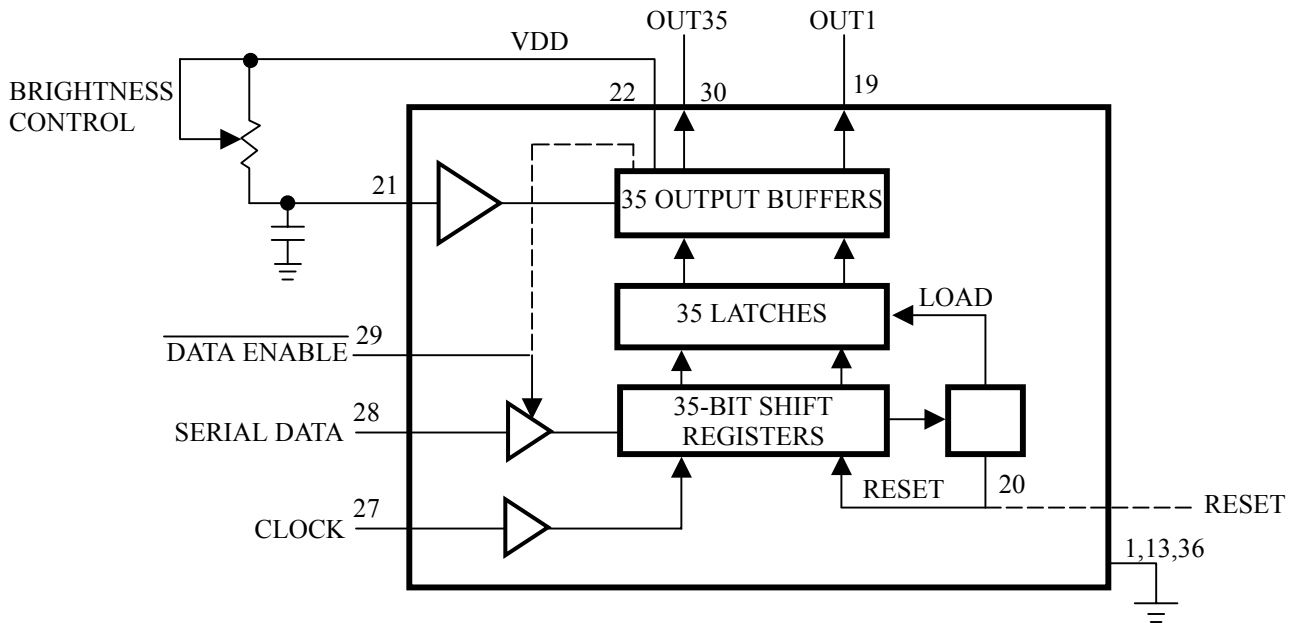 OUT35
OUT1
VDD
BRIGHTNESS
CONTROL
22
30
19
21
35 OUTPUT BUFFERS
LOAD
35 LATCHES
DATA ENABLE
29
35-BIT SHIFT
REGISTERS
SERIAL DATA
28
RESET
20
RESET
CLOCK
27
1,13,36